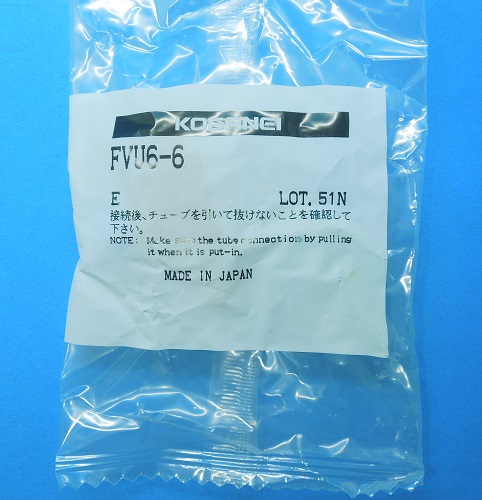 KOGANEI
FVU6-6
E LOT. 51N
接続後、チューブを引いて抜けないことを確認して
下さい。
NOTE: Make sure the tube connection by pulling
it when it is put-in.
MADE IN JAPAN